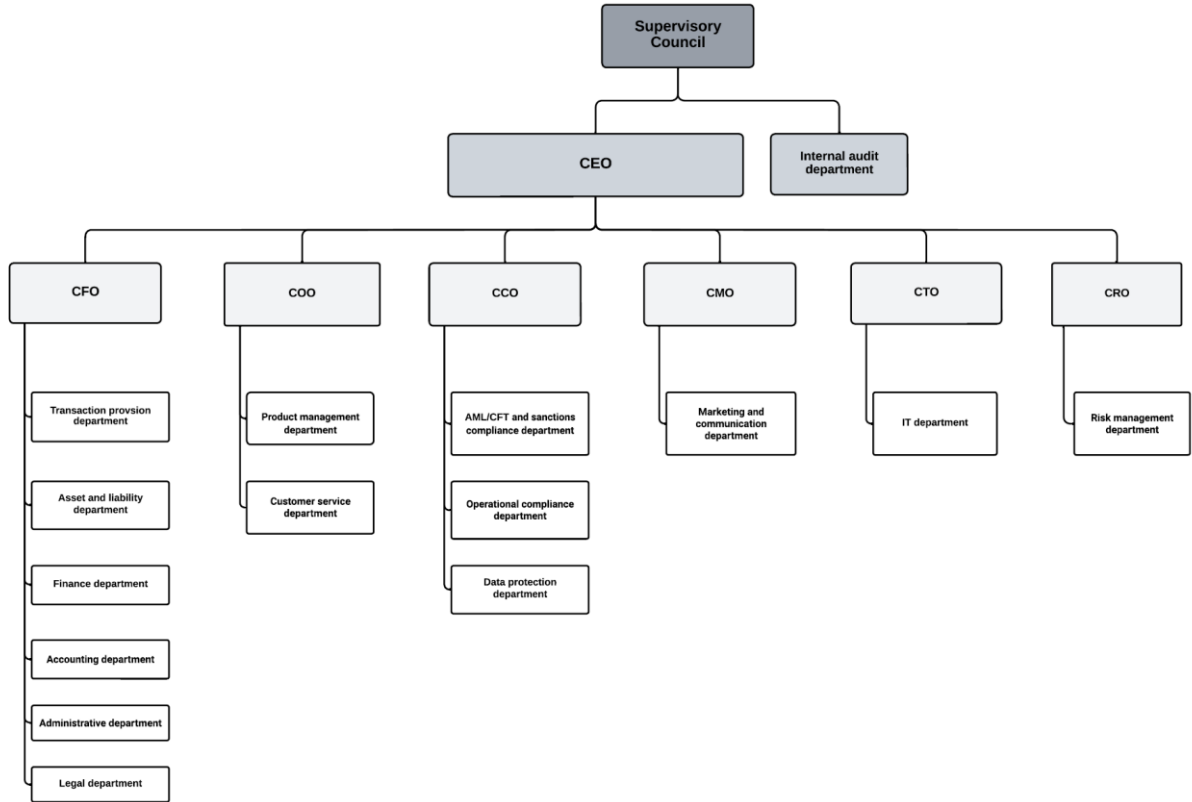 Supervisory
Council
CEO
Internal audit
department
CFO
COO
CCO
CMO
CTO
CRO
Transaction provsion
department
Asset and liability
department
Finance department
Accounting department
Administrative department
Legal department
Product management
department
Customer service
department
AML/CFT and sanctions
compliance department
Operational compliance
department
Data protection
department
Marketing and
communication
department
IT department
Risk management
department